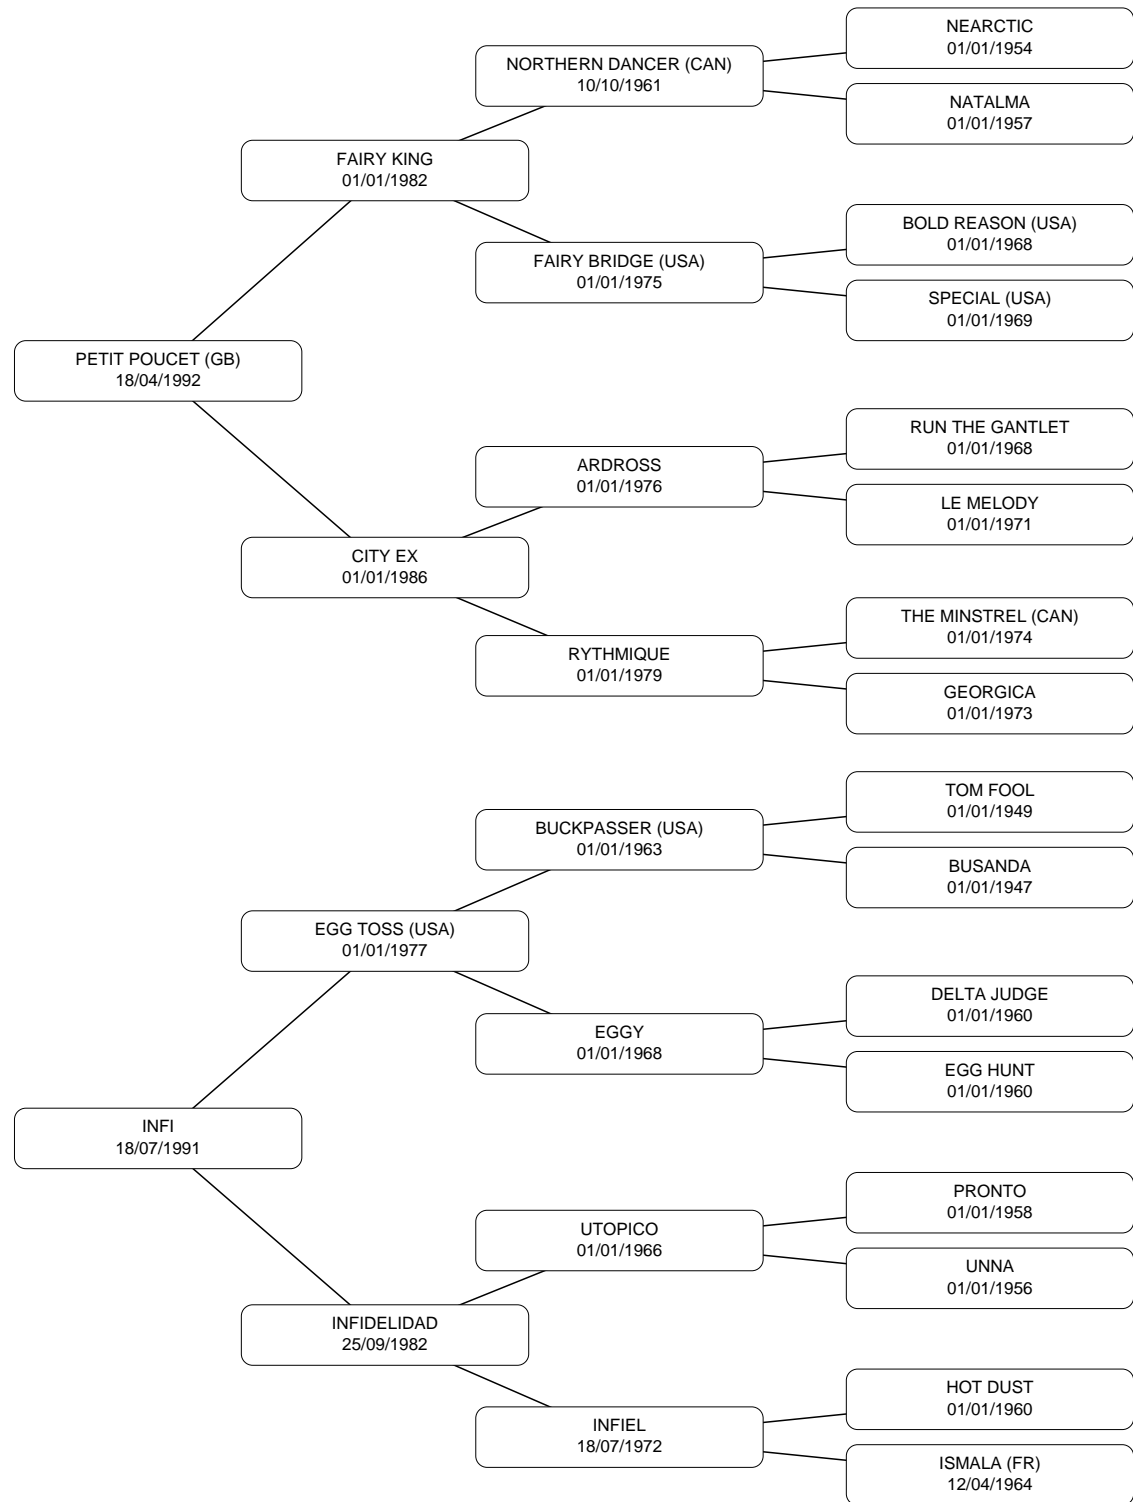 NEARCTIC
01/01/1954
NORTHERN DANCER (CAN)
10/10/1961
NATALMA
01/01/1957
FAIRY KING
01/01/1982
BOLD REASON (USA)
01/01/1968
FAIRY BRIDGE (USA)
01/01/1975
SPECIAL (USA)
01/01/1969
PETIT POUCET (GB)
18/04/1992
RUN THE GANTLET
01/01/1968
ARDROSS
01/01/1976
LE MELODY
01/01/1971
CITY EX
01/01/1986
THE MINSTREL (CAN)
01/01/1974
RYTHMIQUE
01/01/1979
GEORGICA
01/01/1973
TOM FOOL
01/01/1949
BUCKPASSER (USA)
01/01/1963
BUSANDA
01/01/1947
EGG TOSS (USA)
01/01/1977
DELTA JUDGE
01/01/1960
EGGY
01/01/1968
EGG HUNT
01/01/1960
INFI
18/07/1991
PRONTO
01/01/1958
UTOPICO
01/01/1966
UNNA
01/01/1956
INFIDELIDAD
25/09/1982
HOT DUST
01/01/1960
INFIEL
18/07/1972
ISMALA (FR)
12/04/1964